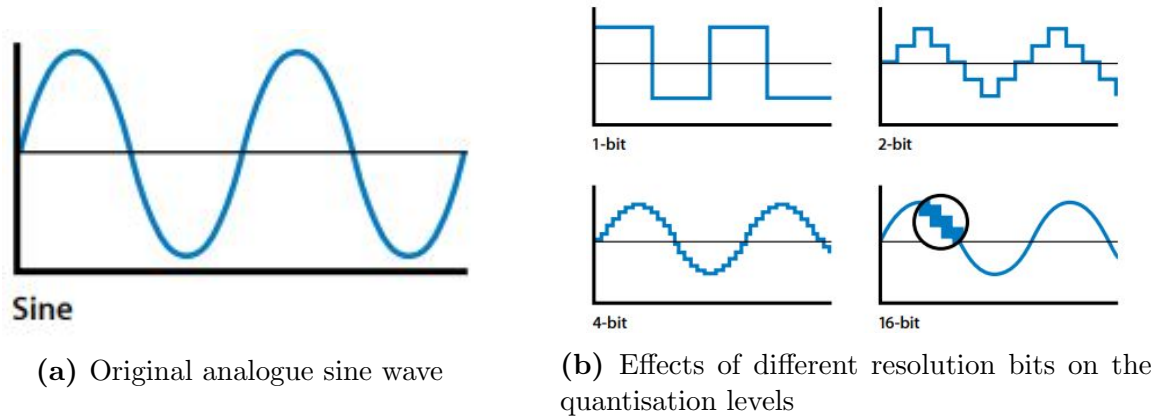 Sine
1-bit
2-bit
4-bit
16-bit
(a) Original analogue sine wave
(b) Effects of different resolution bits on the
quantisation levels